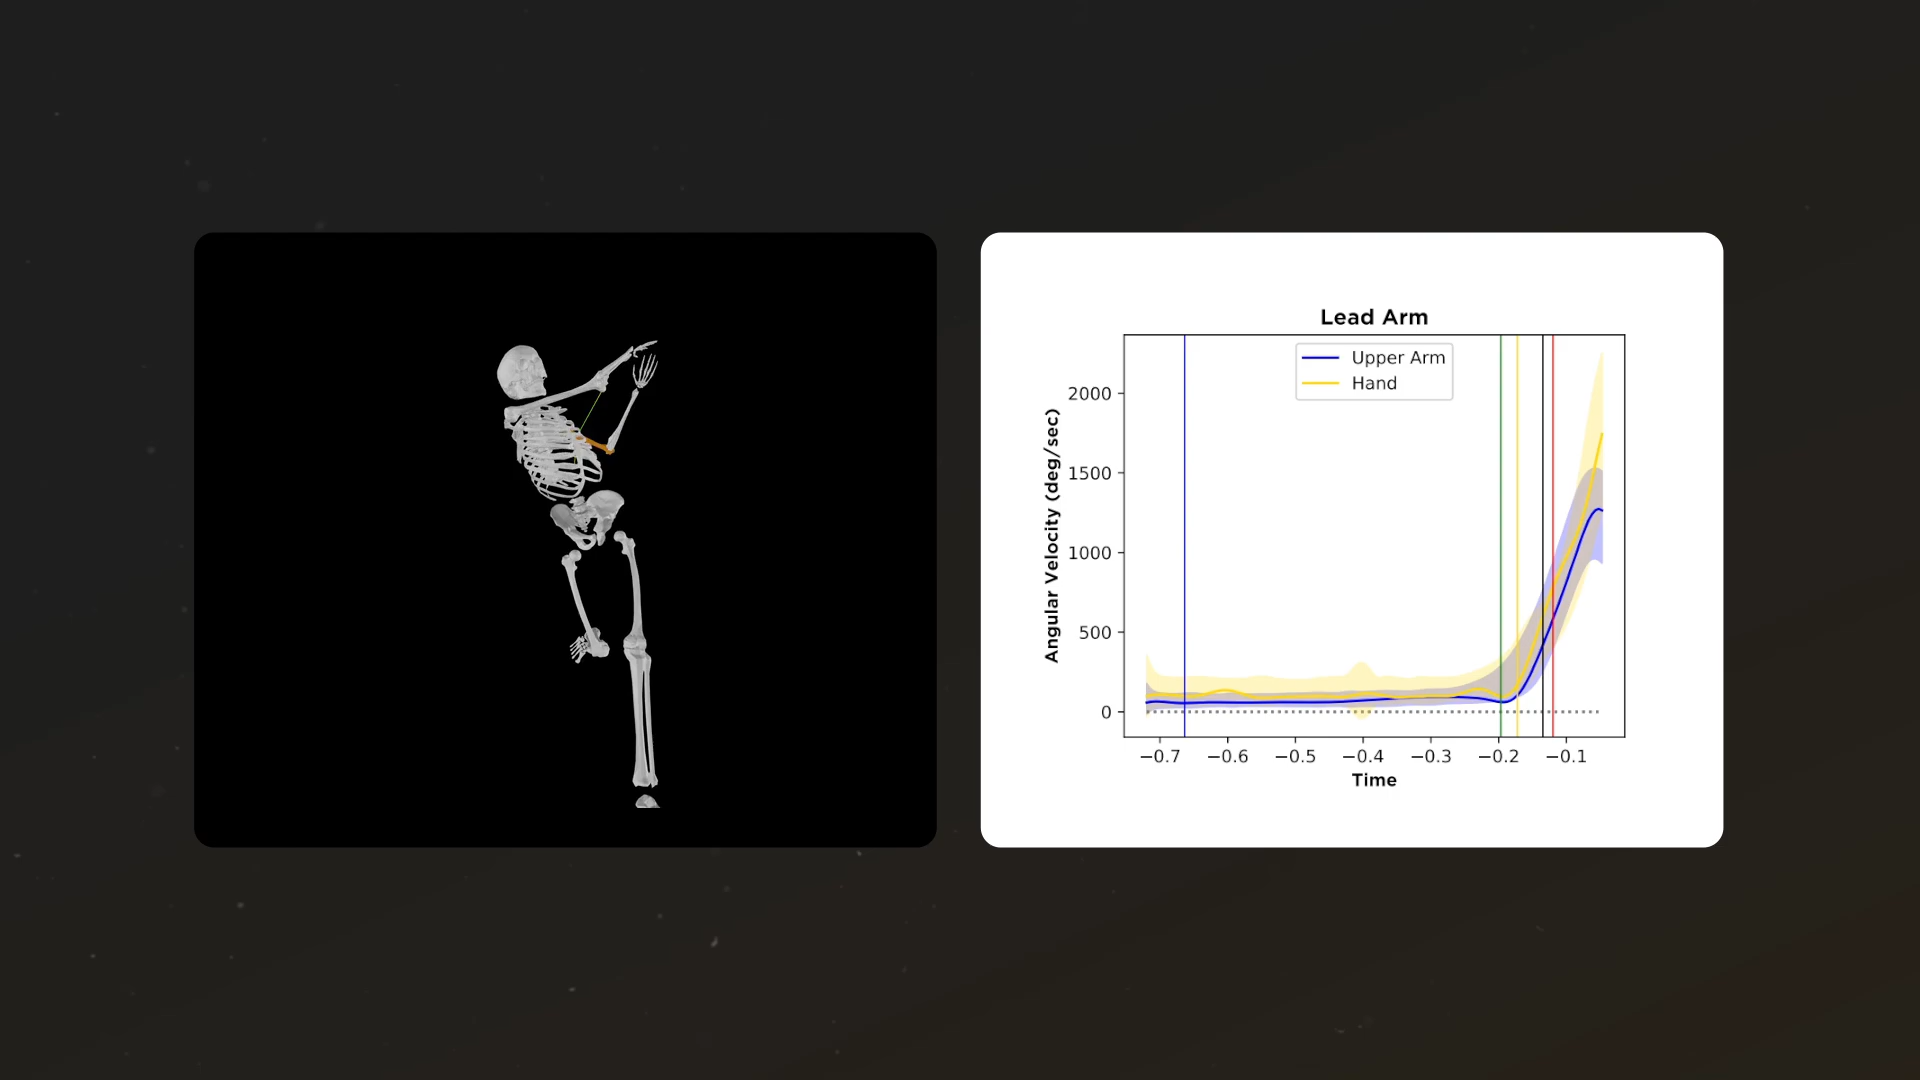 Lead Arm
Upper Arm
Hand
Angular Velocity (deg/sec)
2000
1500
1000
500
0
−0.7 −0.6 −0.5 −0.4 −0.3 −0.2 −0.1
Time